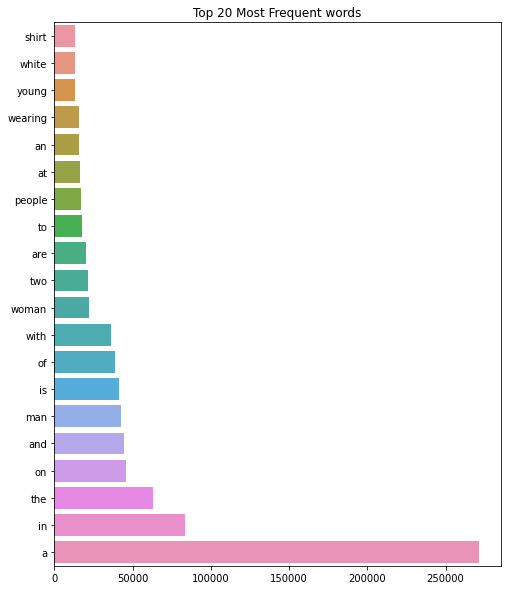 Top 20 Most Frequent words
shirt
white
young
wearing
an
at
people
to
are
two
woman
with
of
is
man
and
on
the
in
a
0 50000 100000 150000 200000 250000